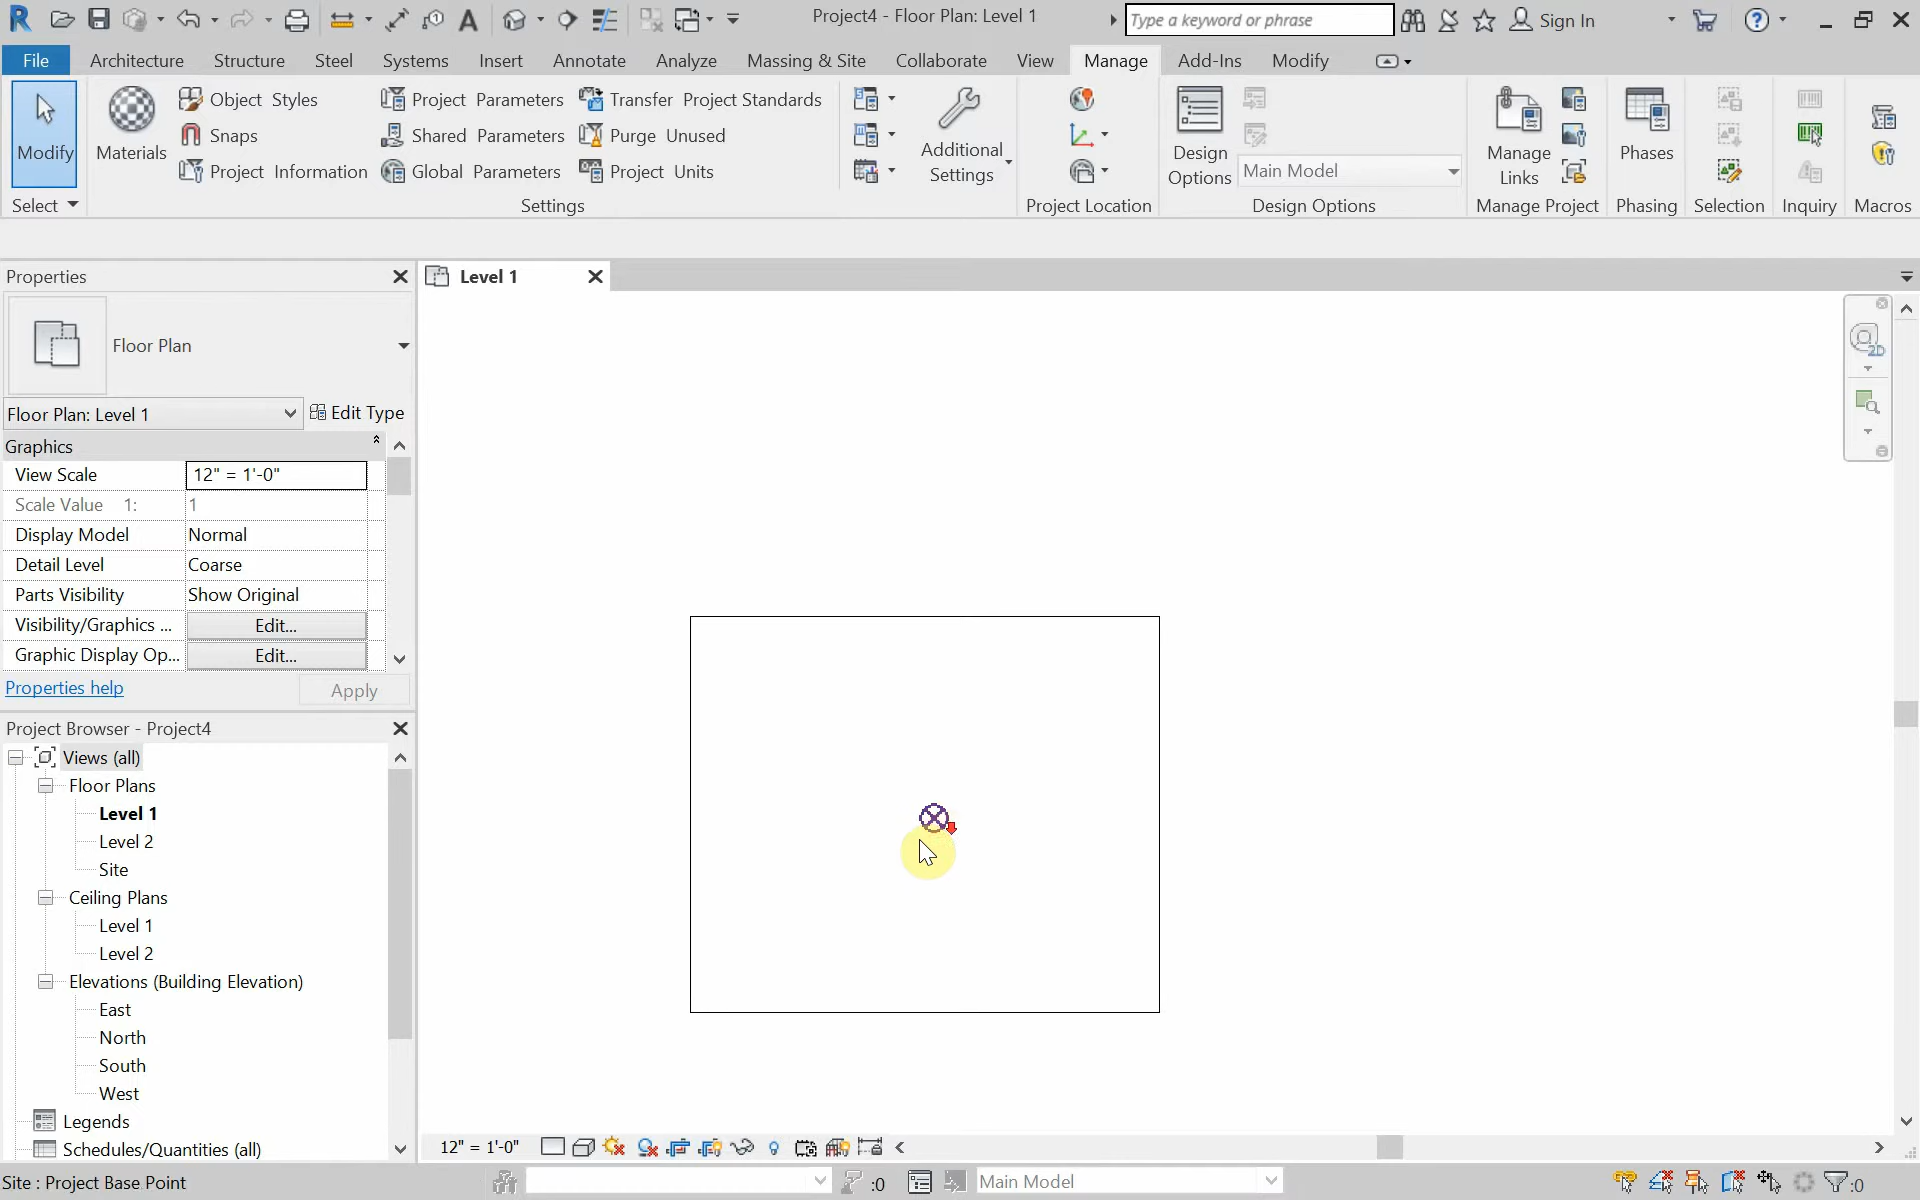 Project4 - Floor Plan: Level 1
Type a keyword or phrase
Sign In
File Architecture Structure Steel Systems Insert Annotate Analyze Massing & Site Collaborate View Manage Add-Ins Modify
Modify
Select
Materials
Object Styles
Snaps
Project Information
Project Parameters
Shared Parameters
Global Parameters
Transfer Project Standards
Purge Unused
Project Units
Settings
Additional
Settings
Project Location
Design
Options
Main Model
Design Options
Manage
Links
Manage Project
Phases
Phasing
Selection
Inquiry
Macros
Properties
Floor Plan
Floor Plan: Level 1
Edit Type
Graphics
View Scale 12" = 1'-0"
Scale Value 1: 1
Display Model Normal
Detail Level Coarse
Parts Visibility Show Original
Visibility/Graphics ... Edit...
Graphic Display Op... Edit...
Properties help
Apply
Project Browser - Project4
Views (all)
Floor Plans
Level 1
Level 2
Site
Ceiling Plans
Level 1
Level 2
Elevations (Building Elevation)
East
North
South
West
Legends
Schedules/Quantities (all)
Level 1
2D
12" = 1'-0"
Site : Project Base Point
:0
Main Model
:0